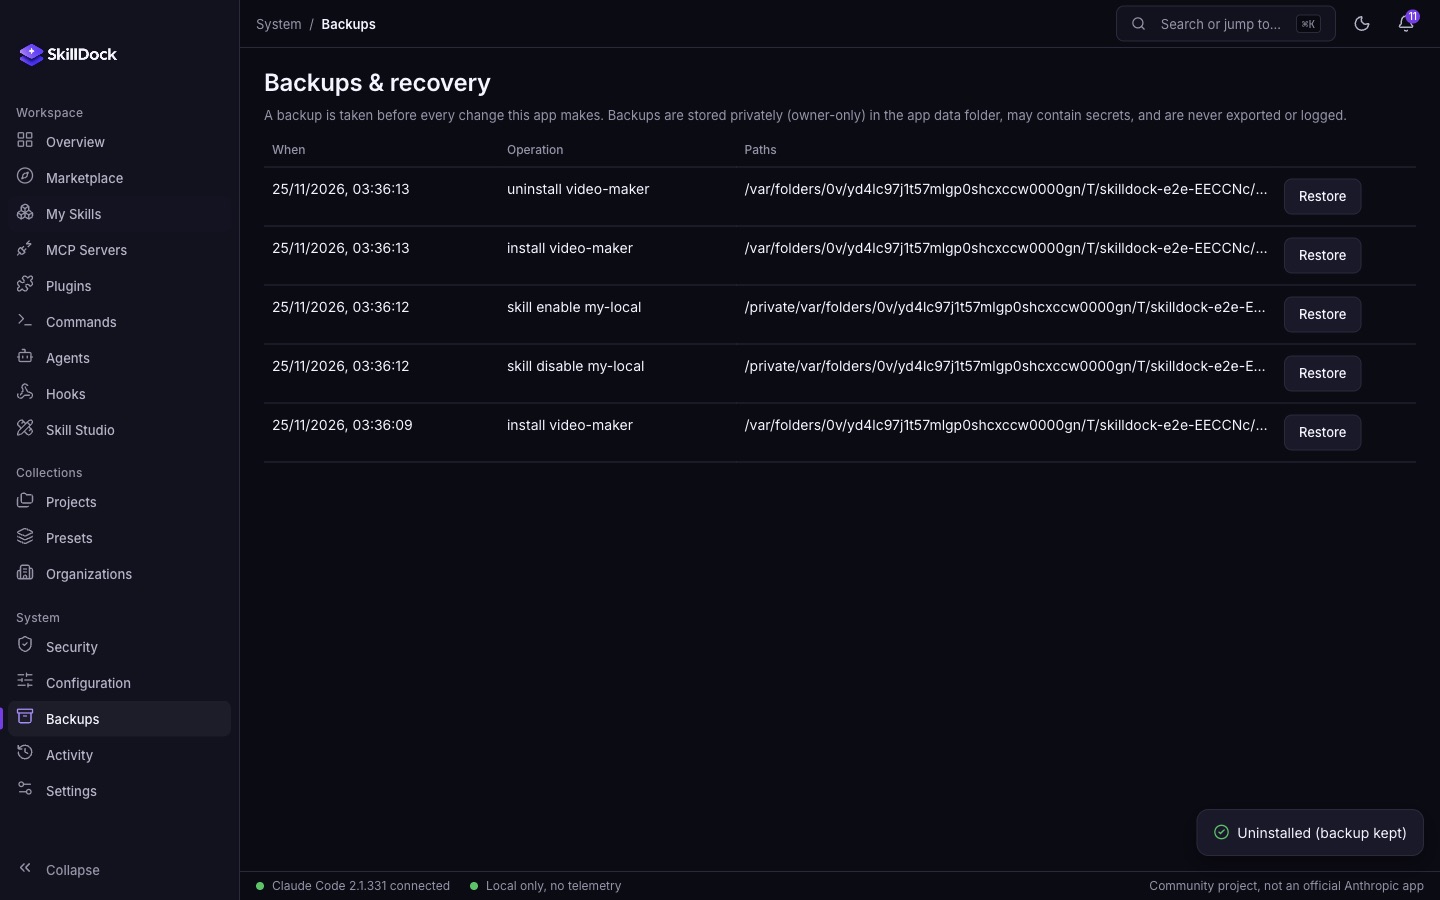 SkillDock
System / Backups
Search or jump to...
⌘K
11
Workspace
Overview
Marketplace
My Skills
MCP Servers
Plugins
Commands
Agents
Hooks
Skill Studio
Collections
Projects
Presets
Organizations
System
Security
Configuration
Backups
Activity
Settings
Collapse
Backups & recovery
A backup is taken before every change this app makes. Backups are stored privately (owner-only) in the app data folder, may contain secrets, and are never exported or logged.
When Operation Paths
25/11/2026, 03:36:13 uninstall video-maker /var/folders/0v/yd4lc97j1t57mlgp0shcxccw0000gn/T/skilldock-e2e-EECCNc/... Restore
25/11/2026, 03:36:13 install video-maker /var/folders/0v/yd4lc97j1t57mlgp0shcxccw0000gn/T/skilldock-e2e-EECCNc/... Restore
25/11/2026, 03:36:12 skill enable my-local /private/var/folders/0v/yd4lc97j1t57mlgp0shcxccw0000gn/T/skilldock-e2e-E... Restore
25/11/2026, 03:36:12 skill disable my-local /private/var/folders/0v/yd4lc97j1t57mlgp0shcxccw0000gn/T/skilldock-e2e-E... Restore
25/11/2026, 03:36:09 install video-maker /var/folders/0v/yd4lc97j1t57mlgp0shcxccw0000gn/T/skilldock-e2e-EECCNc/... Restore
Uninstalled (backup kept)
Claude Code 2.1.331 connected Local only, no telemetry Community project, not an official Anthropic app